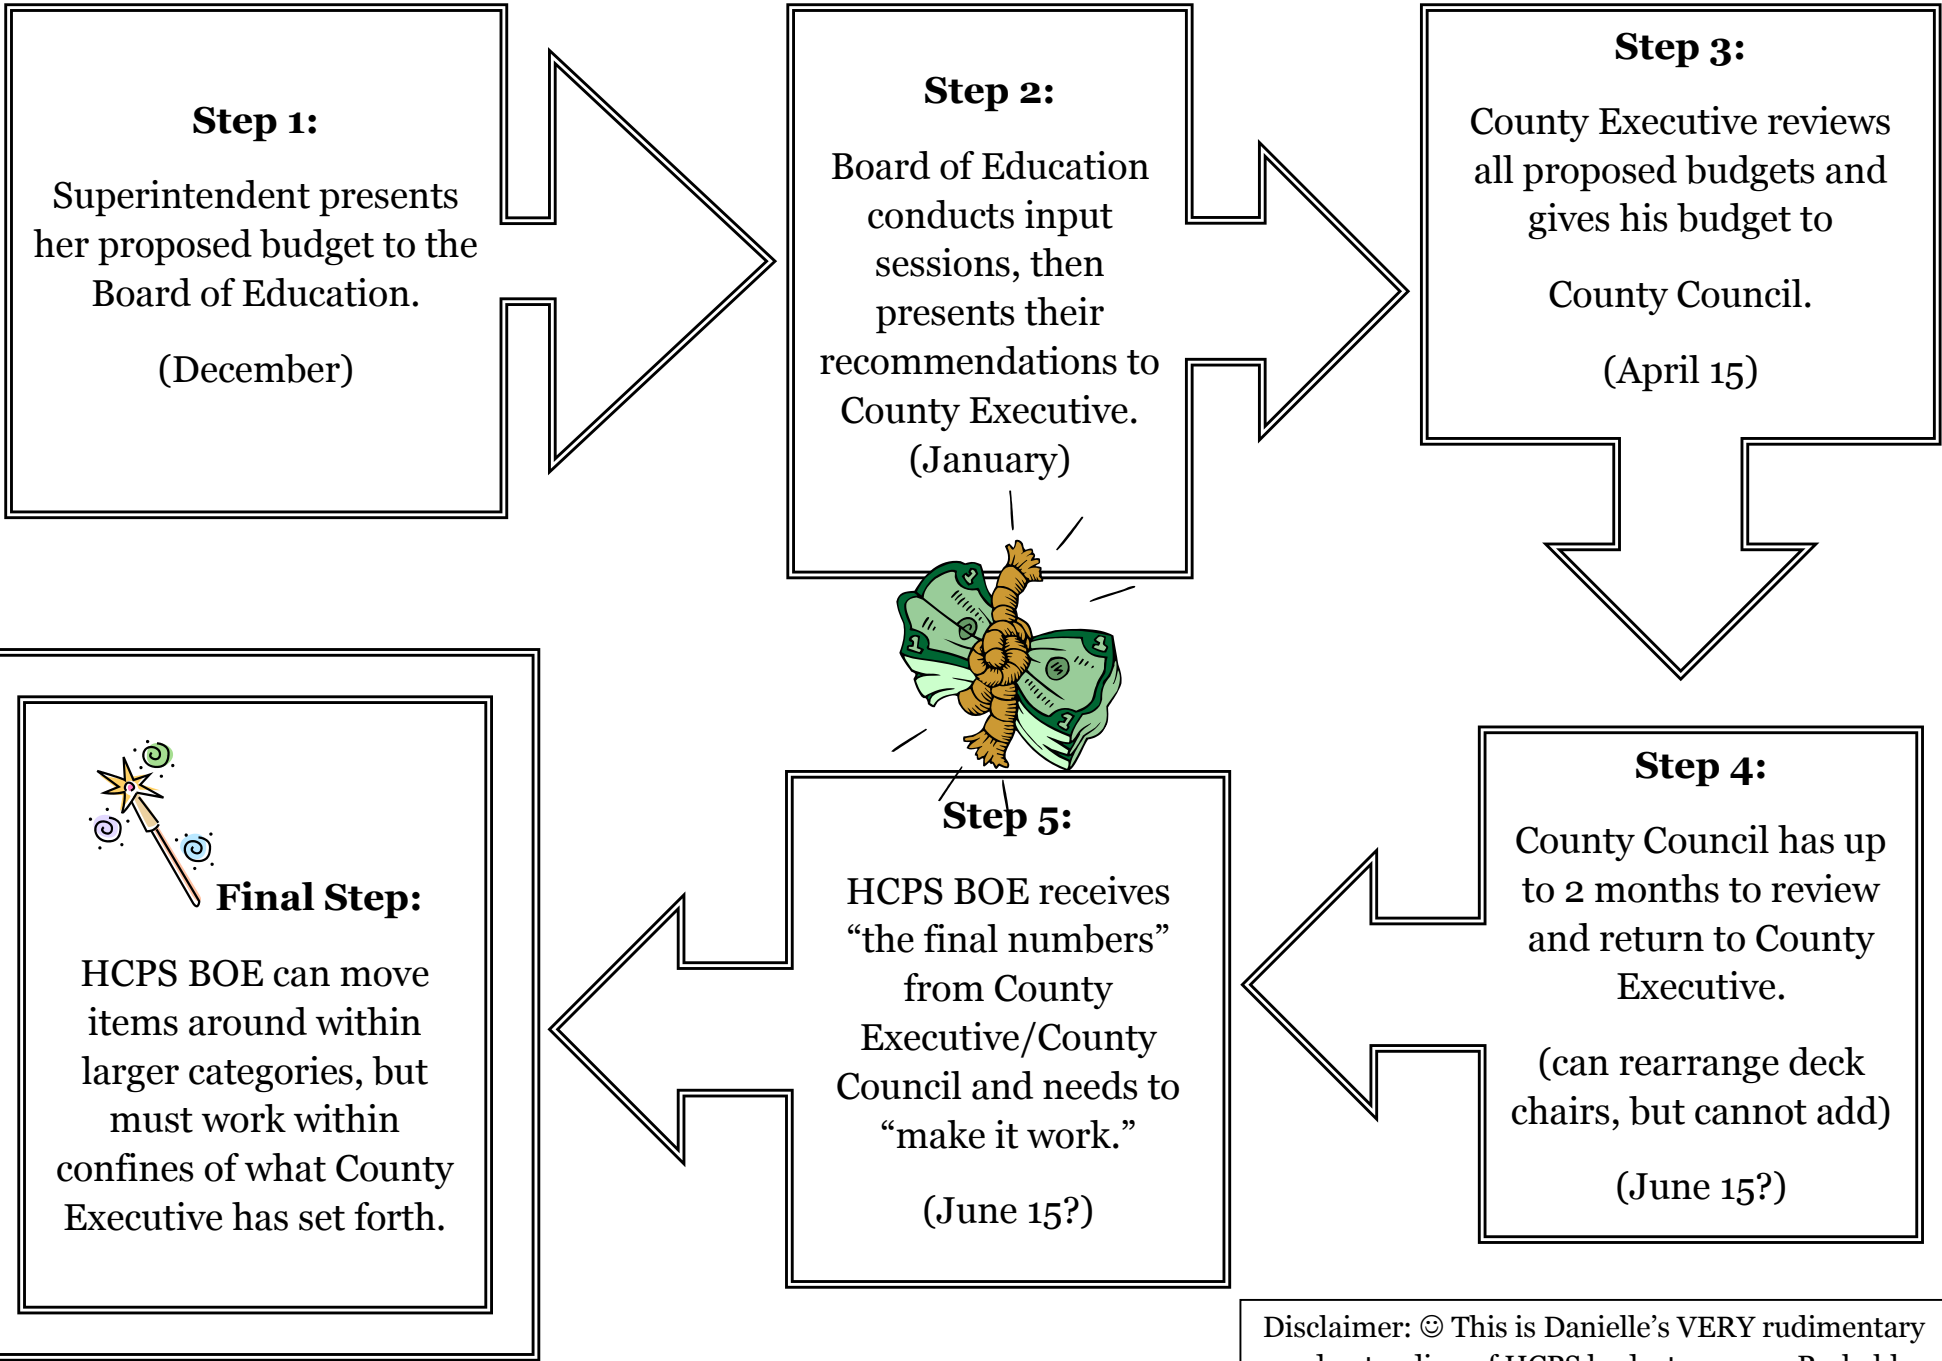 Step 1:
Superintendent presents
her proposed budget to the
Board of Education.
(December)
Step 2:
Board of Education
conducts input
sessions, then
presents their
recommendations to
County Executive.
(January)
Step 3:
County Executive reviews
all proposed budgets and
gives his budget to
County Council.
(April 15)
Step 4:
County Council has up
to 2 months to review
and return to County
Executive.
(can rearrange deck
chairs, but cannot add)
(June 15?)
Step 5:
HCPS BOE receives
“the final numbers”
from County
Executive/County
Council and needs to
“make it work.”
(June 15?)
Final Step:
HCPS BOE can move
items around within
larger categories, but
must work within
confines of what County
Executive has set forth.
Disclaimer: ☺ This is Danielle’s VERY rudimentary